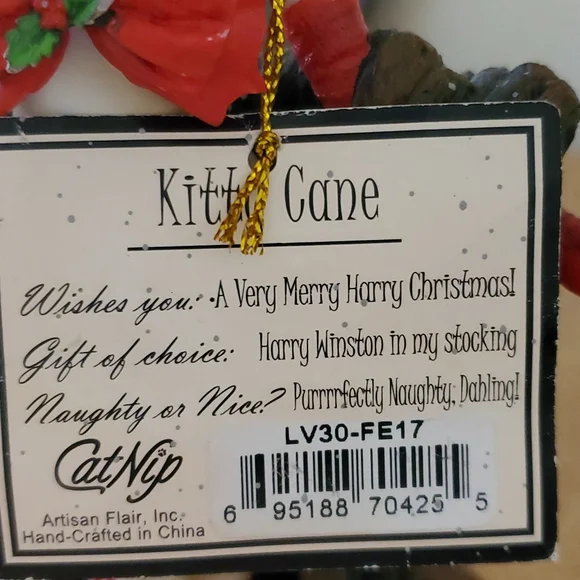 Kitty Cane
Wishes you: A Very Merry Harry Christmas!
Gift of choice: Harry Winston in my stocking
Naughty or Nice? Purrrrfectly Naughty, Dahling!
LV30-FE17
CatNip
6 95188 70425 5
Artisan Flair, Inc.
Hand-Crafted in China